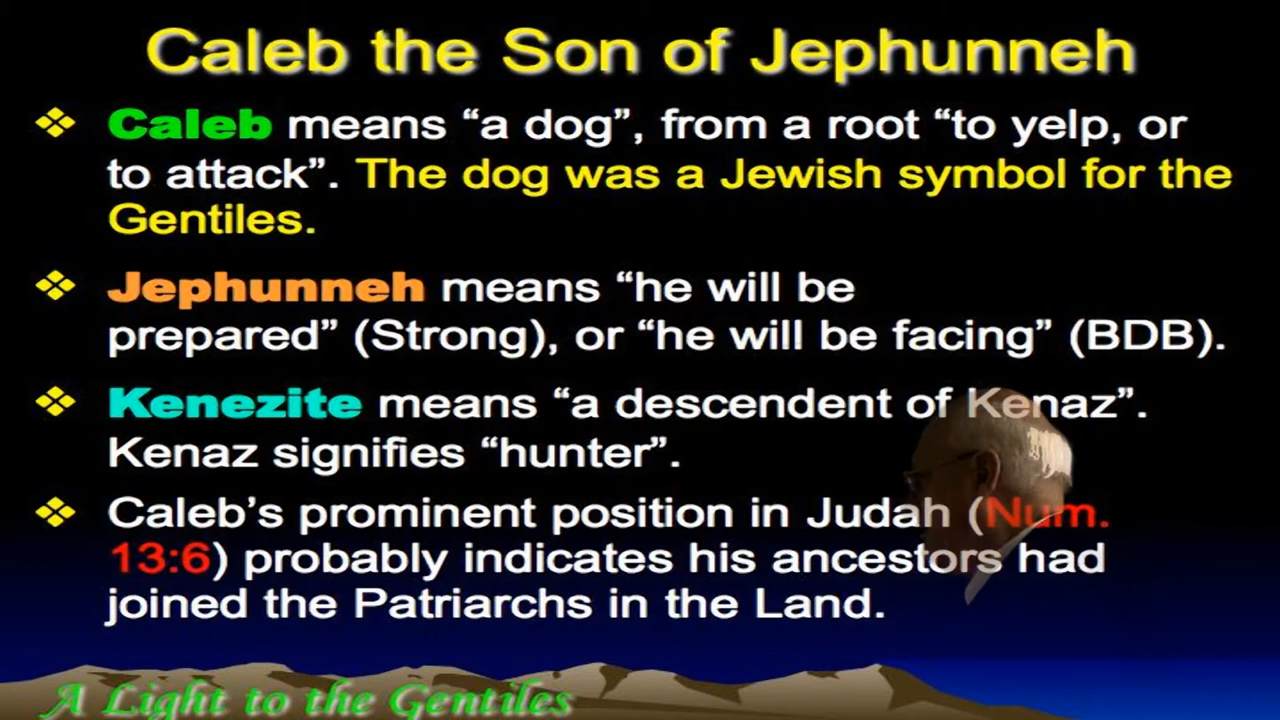 Caleb the Son of Jephunneh
Caleb means “a dog”, from a root “to yelp, or
to attack”. The dog was a Jewish symbol for the
Gentiles.
Jephunneh means “he will be
prepared” (Strong), or “he will be facing” (BDB).
Kenezite means “a descendent of Kenaz”.
Kenaz signifies “hunter”.
Caleb’s prominent position in Judah (Num.
13:6) probably indicates his ancestors had
joined the Patriarchs in the Land.
A Light to the Gentiles